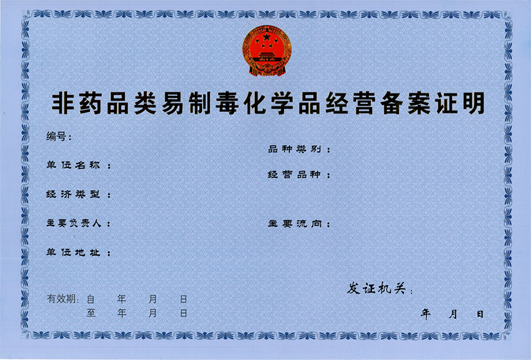 非药品类易制毒化学品经营备案证明
编号：
品种类别：
单位名称：
经营品种：
经济类型：
主要负责人：
主要流向：
单位地址：
发证机关：
有效期：自 年 月 日
至 年 月 日
年 月 日